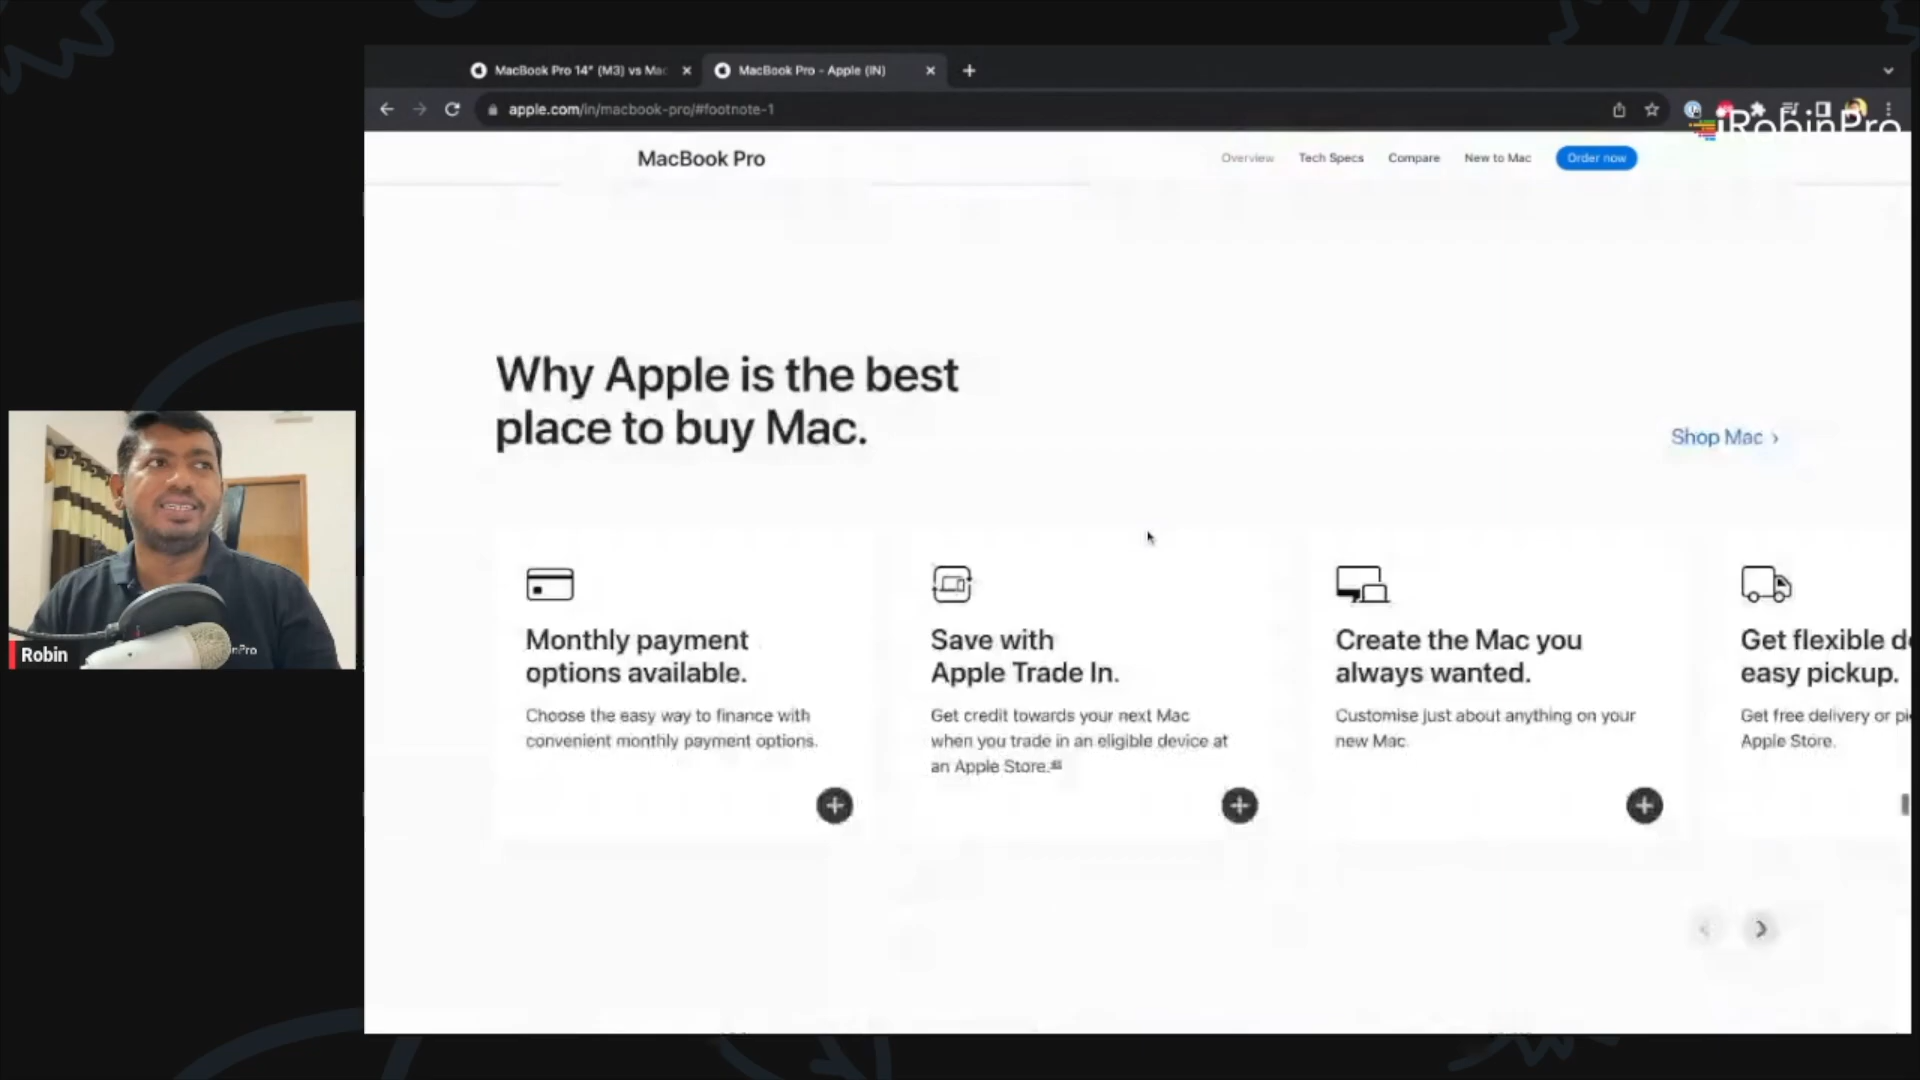 MacBook Pro 14" (M3) vs Mac
MacBook Pro - Apple (IN)
apple.com/in/macbook-pro/#footnote-1
iRobinPro
MacBook Pro
Overview
Tech Specs
Compare
New to Mac
Order now
Why Apple is the best
place to buy Mac.
Shop Mac ›
Monthly payment
options available.
Choose the easy way to finance with
convenient monthly payment options.
Save with
Apple Trade In.
Get credit towards your next Mac
when you trade in an eligible device at
an Apple Store.
Create the Mac you
always wanted.
Customise just about anything on your
new Mac.
Get flexible d
easy pickup.
Get free delivery or pi
Apple Store.
Robin
nPro